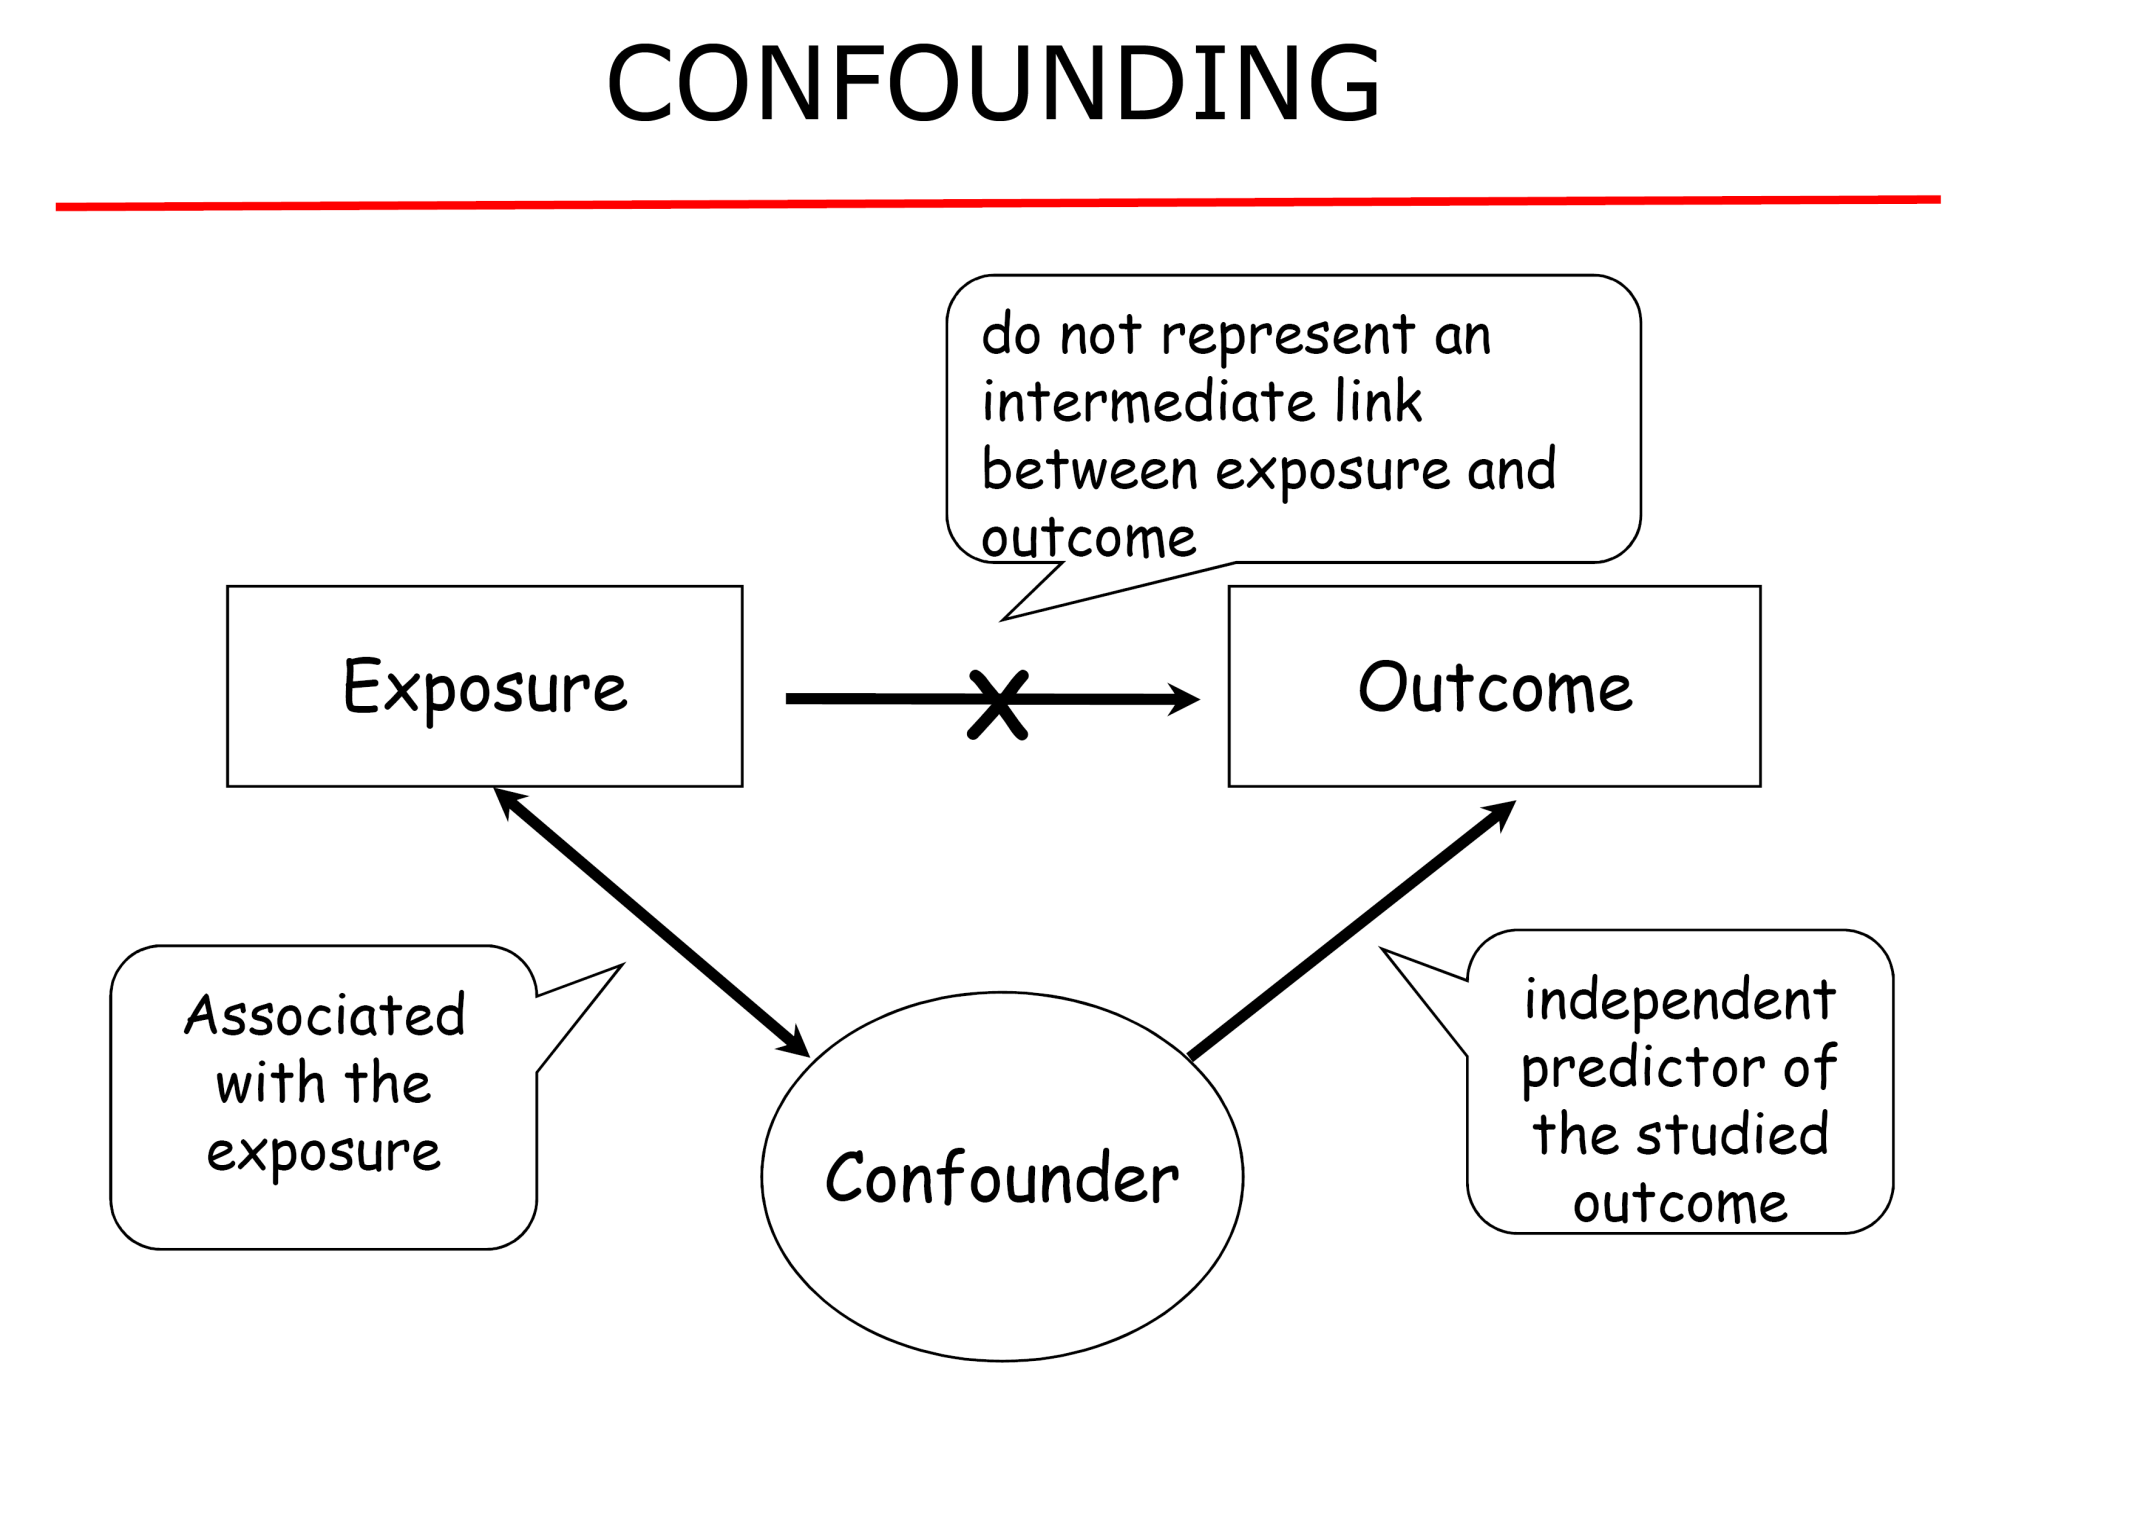 CONFOUNDING
do not represent an
intermediate link
between exposure and
outcome
Exposure
X
Outcome
Associated
with the
exposure
independent
predictor of
the studied
outcome
Confounder